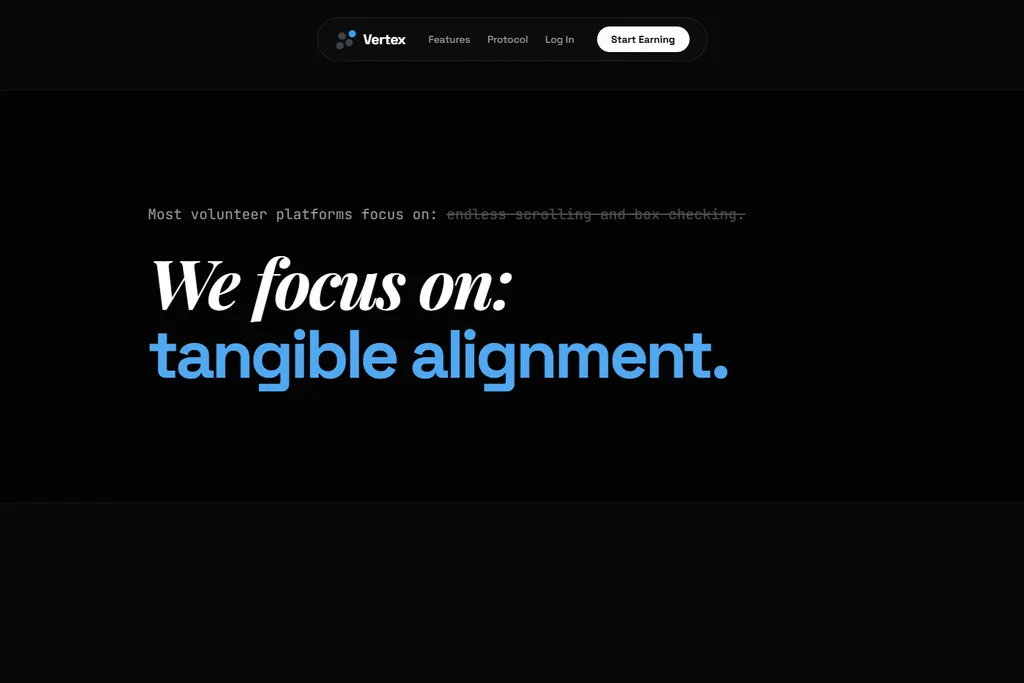 Vertex Features Protocol Log In Start Earning
Most volunteer platforms focus on: endless scrolling and box checking.
We focus on:
tangible alignment.